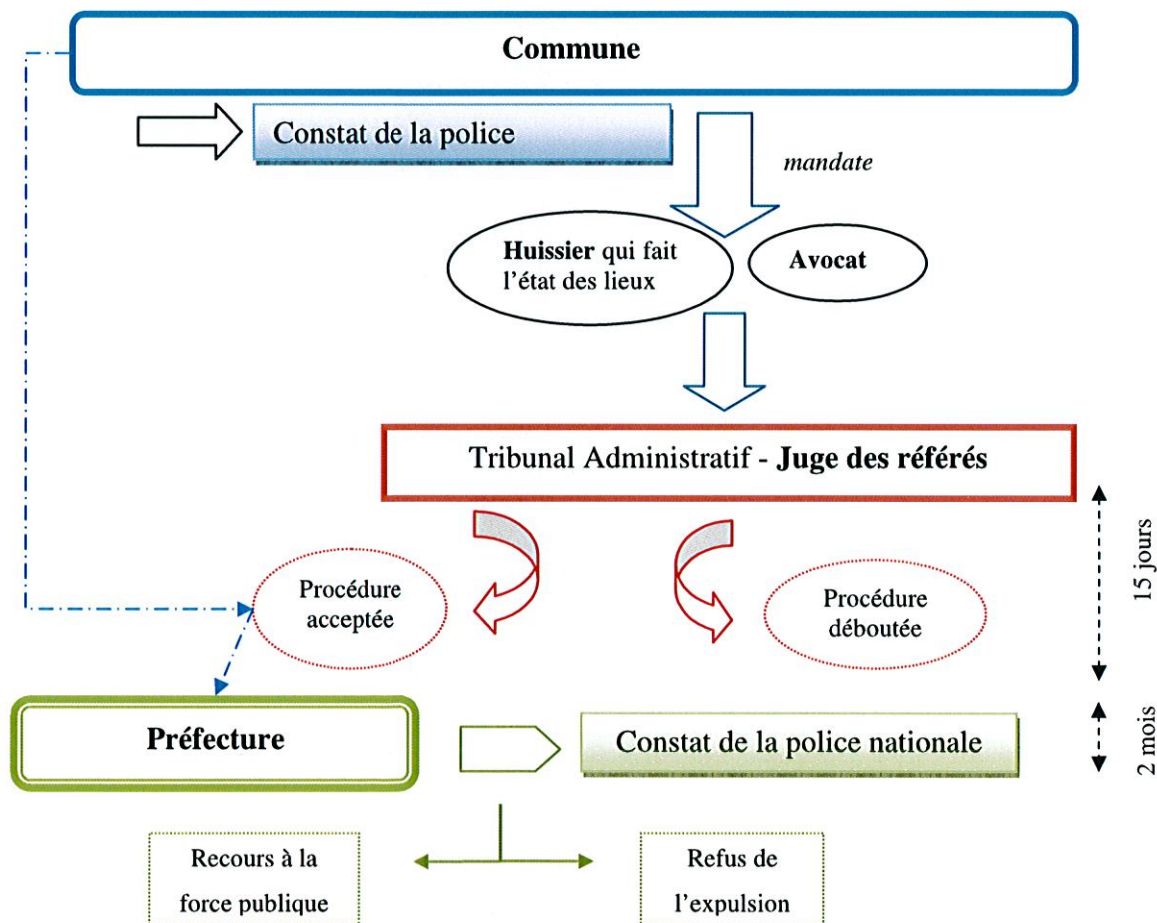 Commune
Constat de la police
mandate
Huissier qui fait
l’état des lieux
Avocat
Tribunal Administratif - Juge des référés
Procédure
acceptée
Procédure
déboutée
15 jours
Préfecture
Constat de la police nationale
2 mois
Recours à la
force publique
Refus de
l’expulsion